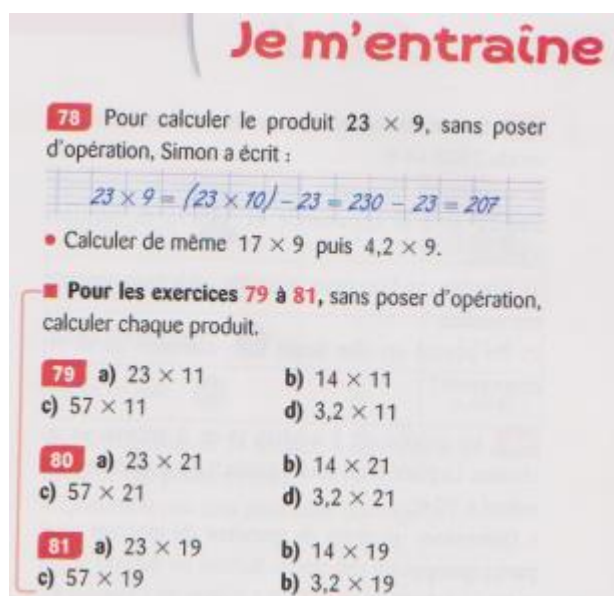 Je m'entraîne
78 Pour calculer le produit 23 × 9, sans poser
d'opération, Simon a écrit :
23 × 9 = (23 × 10) – 23 = 230 – 23 = 207
• Calculer de même 17 × 9 puis 4,2 × 9.
■ Pour les exercices 79 à 81, sans poser d'opération,
calculer chaque produit.
79 a) 23 × 11 b) 14 × 11
c) 57 × 11 d) 3,2 × 11
80 a) 23 × 21 b) 14 × 21
c) 57 × 21 d) 3,2 × 21
81 a) 23 × 19 b) 14 × 19
c) 57 × 19 b) 3,2 × 19